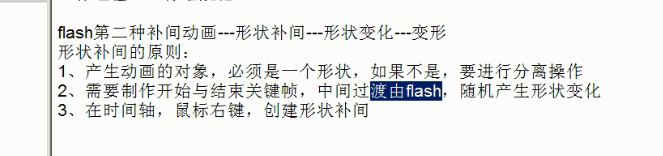 flash第二种补间动画---形状补间---形状变化---变形
形状补间的原则：
1、产生动画的对象，必须是一个形状，如果不是，要进行分离操作
2、需要制作开始与结束关键帧，中间过渡由flash，随机产生形状变化
3、在时间轴，鼠标右键，创建形状补间